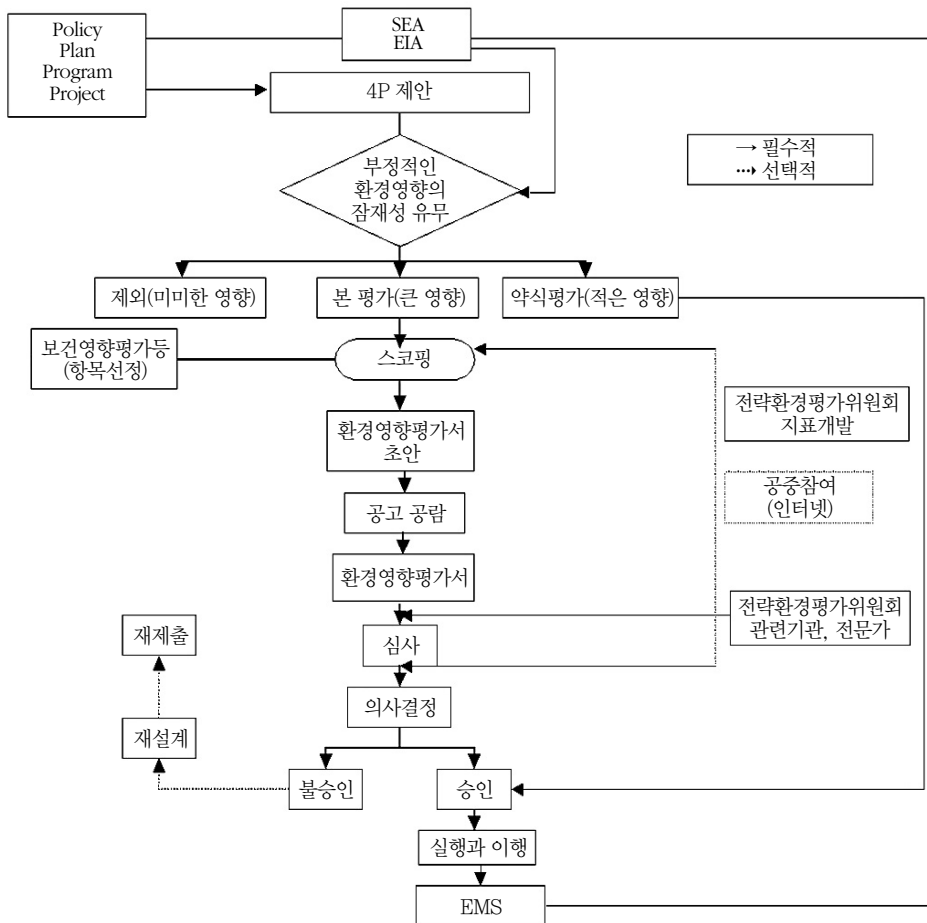 Policy
Plan
Program
Project
SEA
EIA
4P 제안
→ 필수적
선택적
부정적인
환경영향의
잠재성 유무
제외(미미한 영향)
본 평가(큰 영향)
약식평가(적은 영향)
보건영향평가등
(항목선정)
스코핑
전략환경평가위원회
지표개발
환경영향평가서
초안
공중참여
(인터넷)
공고 공람
환경영향평가서
전략환경평가위원회
관련기관, 전문가
재제출
심사
의사결정
재설계
불승인
승인
실행과 이행
EMS